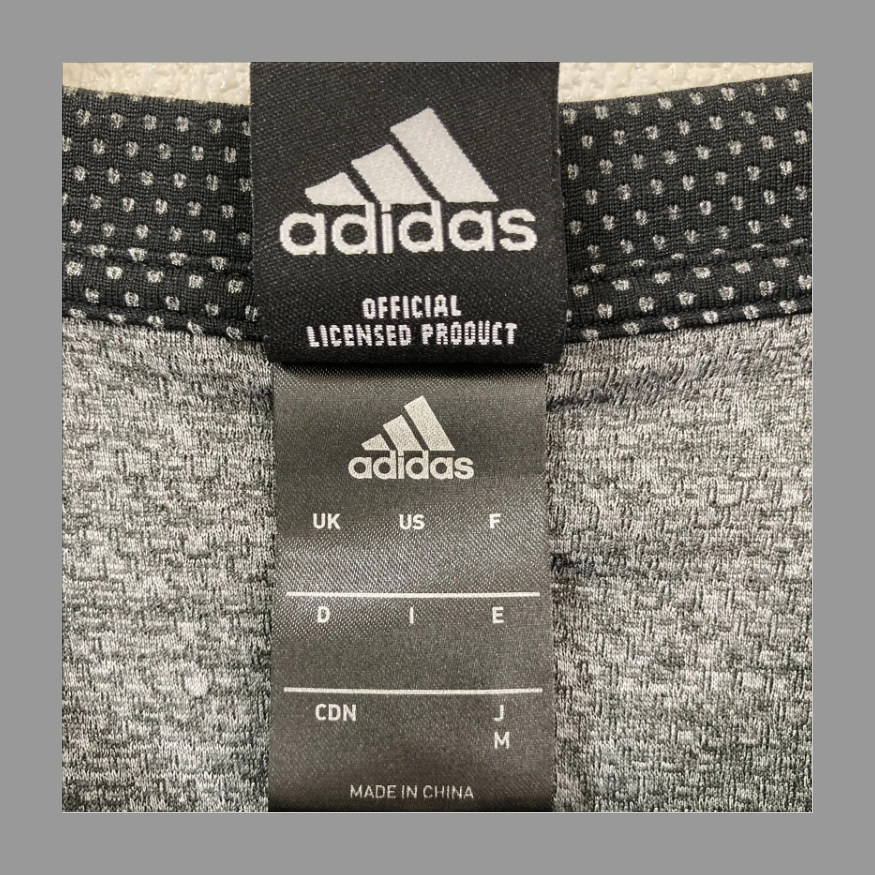 adidas
OFFICIAL
LICENSED PRODUCT
adidas
UK US F
D I E
CDN J
M
MADE IN CHINA